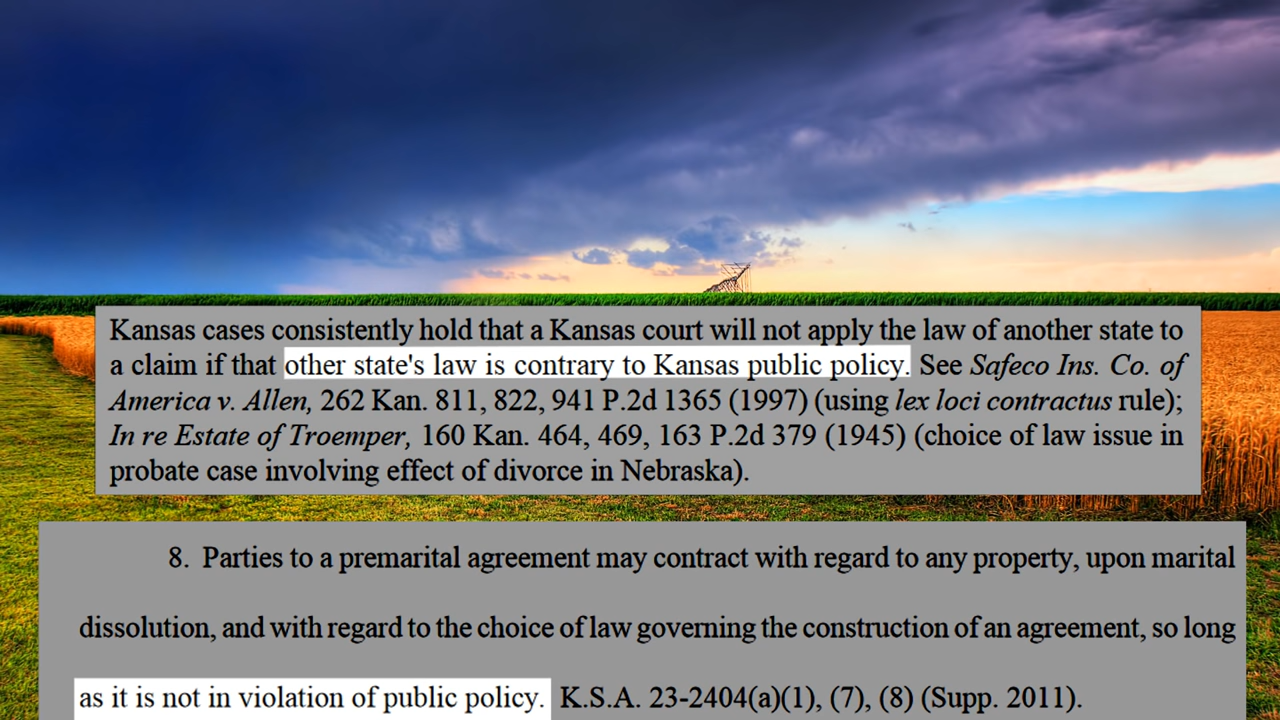 Kansas cases consistently hold that a Kansas court will not apply the law of another state to
a claim if that other state's law is contrary to Kansas public policy. See Safeco Ins. Co. of
America v. Allen, 262 Kan. 811, 822, 941 P.2d 1365 (1997) (using lex loci contractus rule);
In re Estate of Troemper, 160 Kan. 464, 469, 163 P.2d 379 (1945) (choice of law issue in
probate case involving effect of divorce in Nebraska).
8. Parties to a premarital agreement may contract with regard to any property, upon marital
dissolution, and with regard to the choice of law governing the construction of an agreement, so long
as it is not in violation of public policy. K.S.A. 23-2404(a)(1), (7), (8) (Supp. 2011).